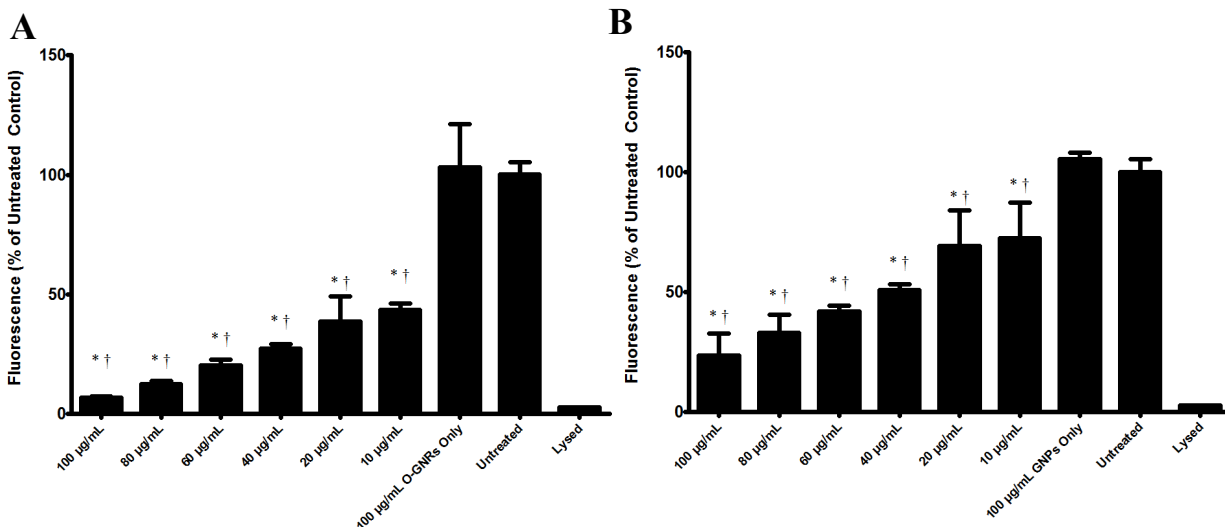 A
Fluorescence (% of Untreated Control)
150
100
50
0
* †
* †
* †
* †
* †
* †
100 µg/mL
80 µg/mL
60 µg/mL
40 µg/mL
20 µg/mL
10 µg/mL
100 µg/mL O-GNRs Only
Untreated
Lysed
B
Fluorescence (% of Untreated Control)
150
100
50
0
* †
* †
* †
* †
* †
* †
100 µg/mL
80 µg/mL
60 µg/mL
40 µg/mL
20 µg/mL
10 µg/mL
100 µg/mL GNPs Only
Untreated
Lysed